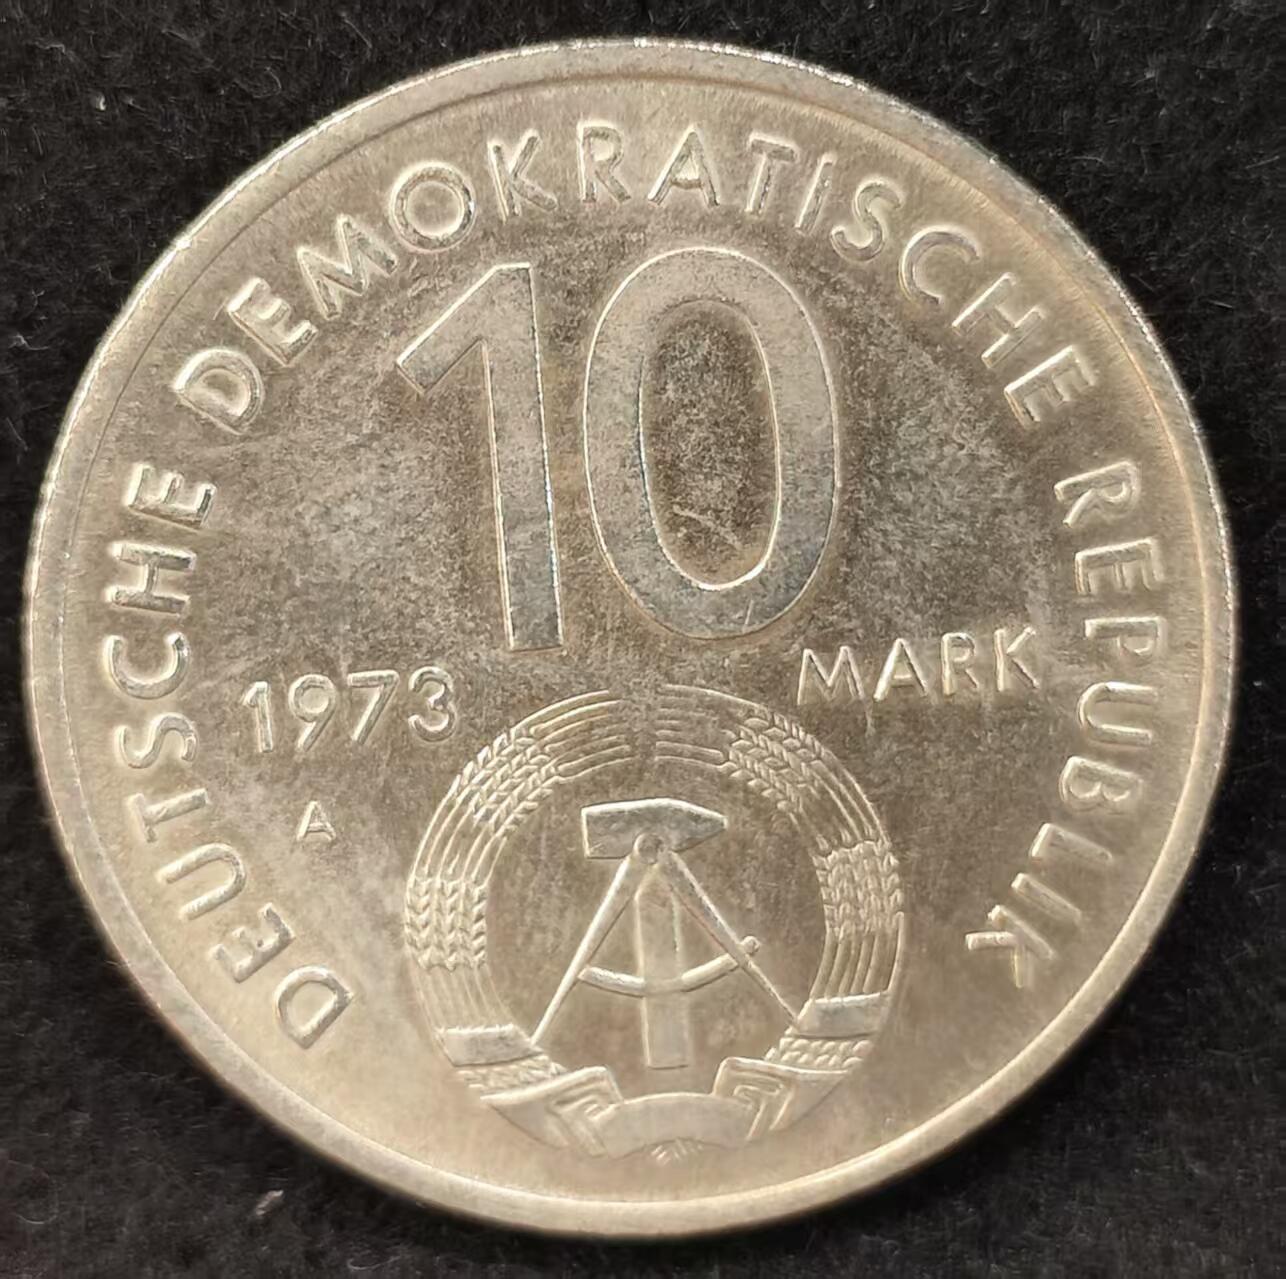 DEUTSCHE DEMOKRATISCHE REPUBLIK
10
MARK
1973
A